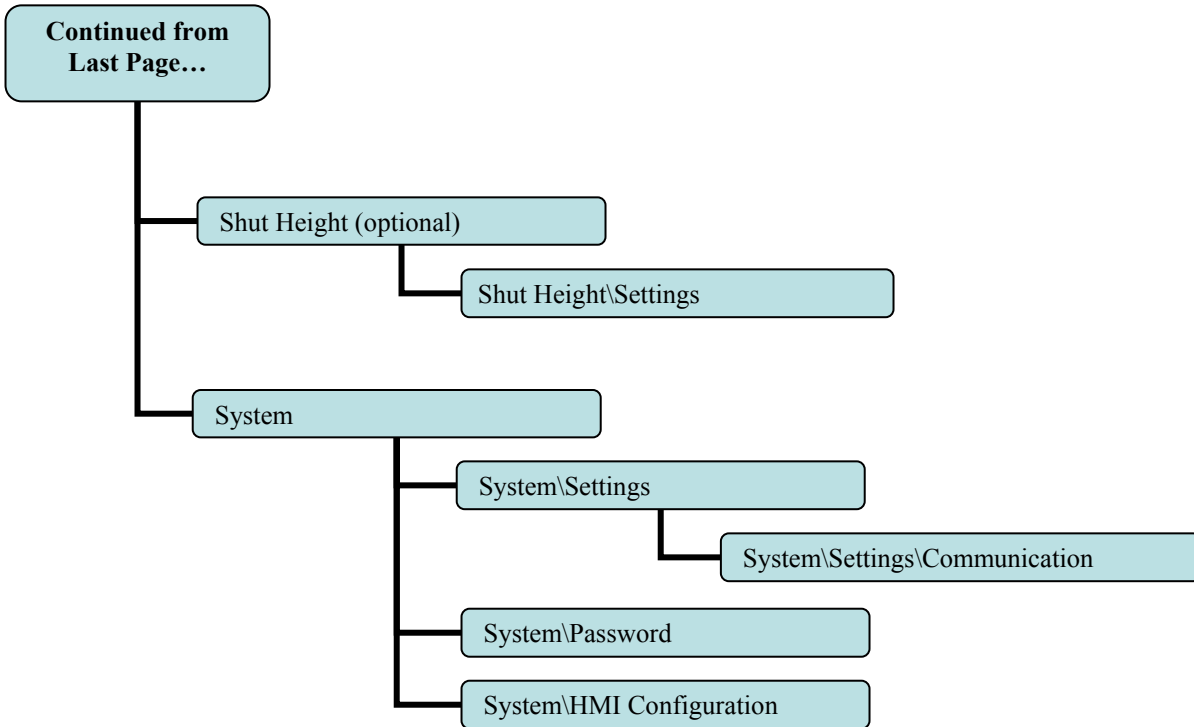 Continued from
Last Page…
Shut Height (optional)
Shut Height\Settings
System
System\Settings
System\Settings\Communication
System\Password
System\HMI Configuration